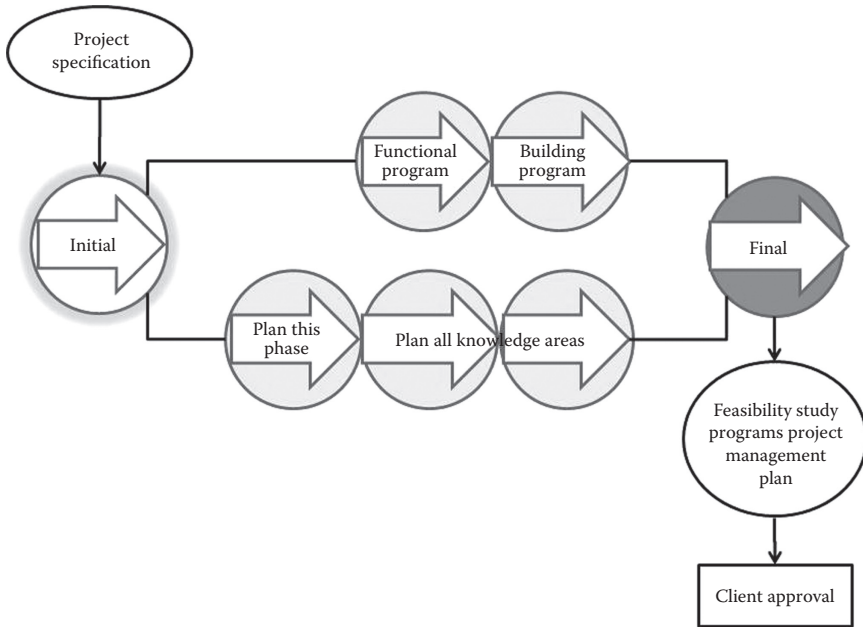 Project
specification
Functional
program
Building
program
Initial
Final
Plan this
phase
Plan all knowledge areas
Feasibility study
programs project
management
plan
Client approval